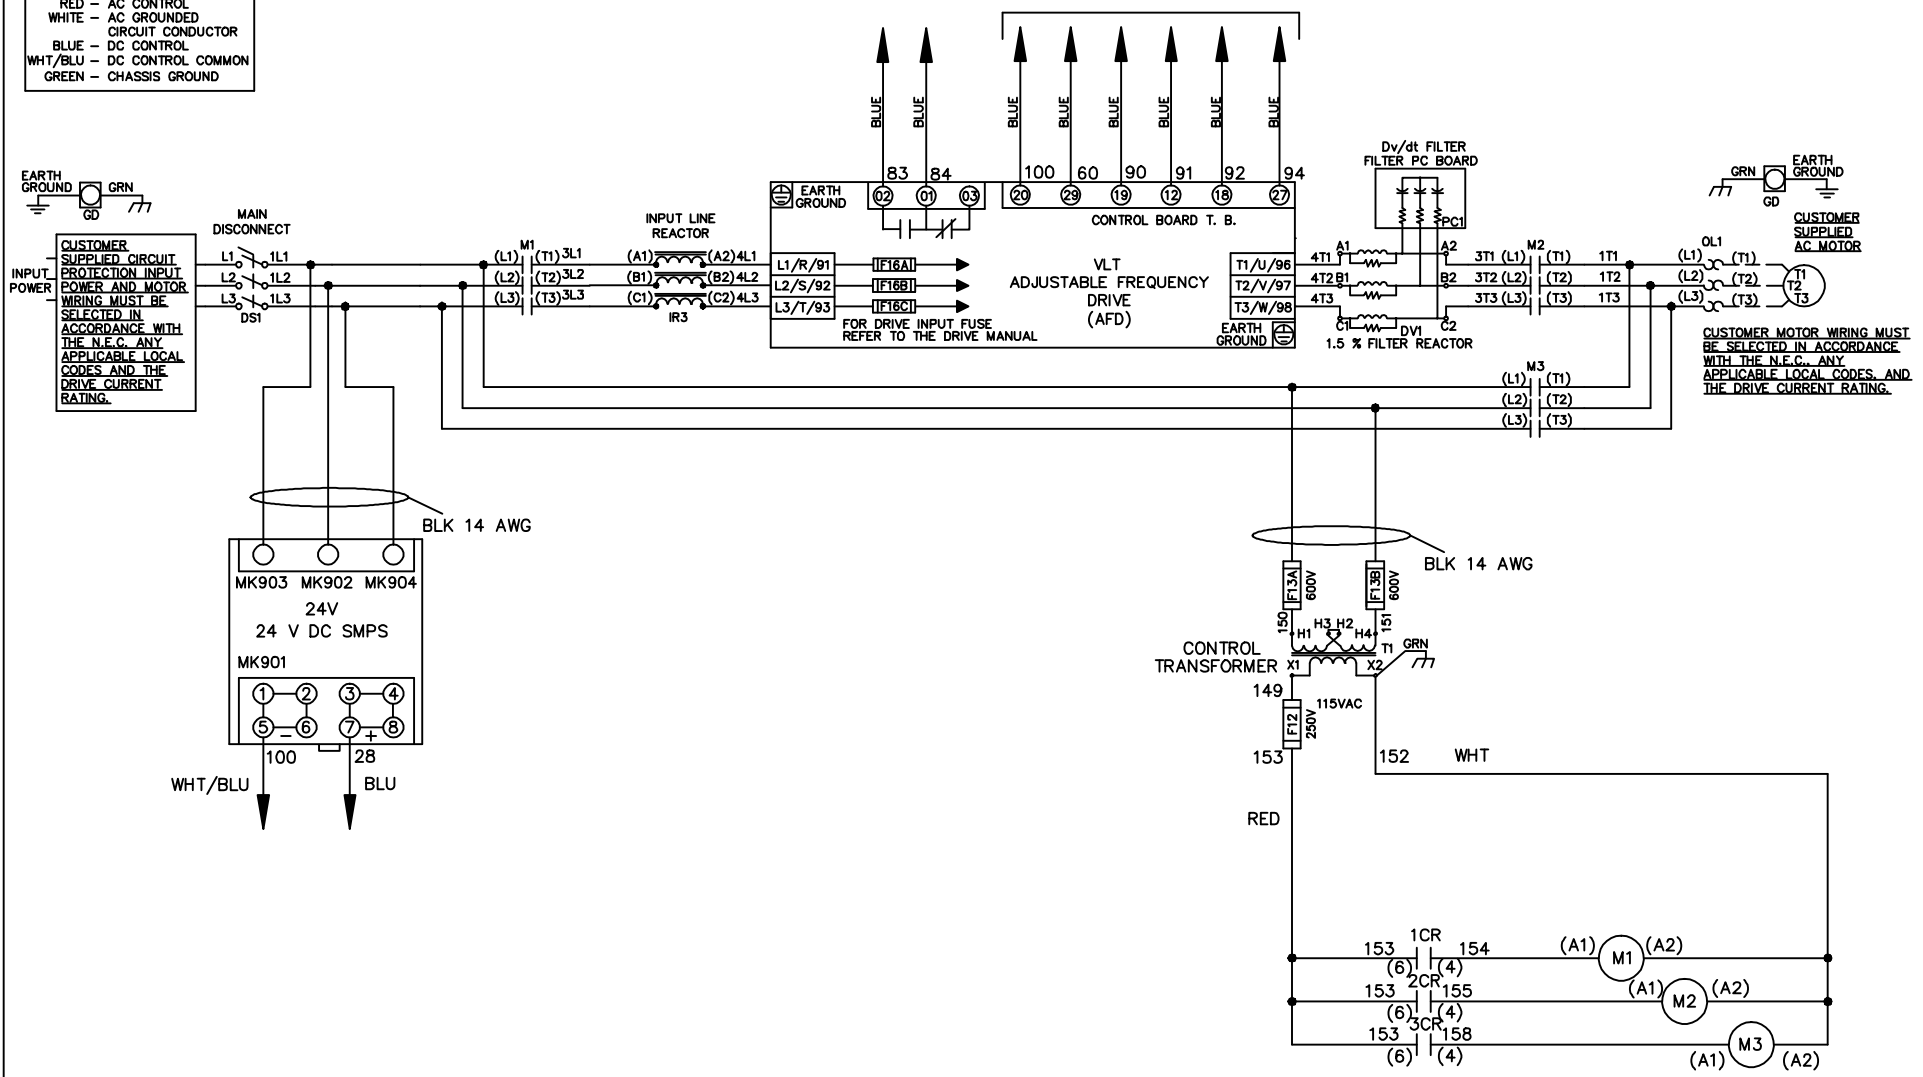 RED – AC CONTROL
WHITE – AC GROUNDED
CIRCUIT CONDUCTOR
BLUE – DC CONTROL
WHT/BLU – DC CONTROL COMMON
GREEN – CHASSIS GROUND
BLUE
BLUE
BLUE
BLUE
BLUE
BLUE
BLUE
BLUE
83
84
100
60
90
91
92
94
EARTH
GROUND
02
01
03
20
29
19
12
18
27
CONTROL BOARD T. B.
EARTH
GROUND
GRN
GD
MAIN
DISCONNECT
CUSTOMER
SUPPLIED CIRCUIT
PROTECTION INPUT
POWER AND MOTOR
WIRING MUST BE
SELECTED IN
ACCORDANCE WITH
THE N.E.C. ANY
APPLICABLE LOCAL
CODES AND THE
DRIVE CURRENT
RATING.
INPUT
POWER
L1
1L1
L2
1L2
L3
1L3
DS1
M1
(L1)
(T1)
3L1
(L2)
(T2)
3L2
(L3)
(T3)
3L3
INPUT LINE
REACTOR
(A1)
(A2)
4L1
(B1)
(B2)
4L2
(C1)
(C2)
4L3
IR3
L1/R/91
L2/S/92
L3/T/93
F16A
F16B
F16C
FOR DRIVE INPUT FUSE
REFER TO THE DRIVE MANUAL
VLT
ADJUSTABLE FREQUENCY
DRIVE
(AFD)
T1/U/96
T2/V/97
T3/W/98
EARTH
GROUND
Dv/dt FILTER
FILTER PC BOARD
PC1
4T1
A1
A2
4T2
B1
B2
4T3
C1
C2
DV1
1.5 % FILTER REACTOR
3T1
(L1)
M2
(T1)
1T1
3T2
(L2)
(T2)
1T2
3T3
(L3)
(T3)
1T3
GRN
GD
EARTH
GROUND
CUSTOMER
SUPPLIED
AC MOTOR
OL1
(L1)
(T1)
(L2)
(T2)
(L3)
(T3)
T1
T2
T3
CUSTOMER MOTOR WIRING MUST
BE SELECTED IN ACCORDANCE
WITH THE N.E.C., ANY
APPLICABLE LOCAL CODES, AND
THE DRIVE CURRENT RATING.
M3
(L1)
(T1)
(L2)
(T2)
(L3)
(T3)
BLK 14 AWG
MK903
MK902
MK904
24V
24 V DC SMPS
MK901
1
2
3
4
5
6
7
8
–
+
100
28
WHT/BLU
BLU
BLK 14 AWG
F13A
600V
F13B
600V
150
151
H1
H3
H2
H4
T1
GRN
CONTROL
TRANSFORMER
X1
X2
149
115VAC
F12
250V
153
152
WHT
RED
1CR
153
154
(6)
(4)
(A1)
M1
(A2)
2CR
153
155
(6)
(4)
(A1)
M2
(A2)
3CR
153
158
(6)
(4)
(A1)
M3
(A2)